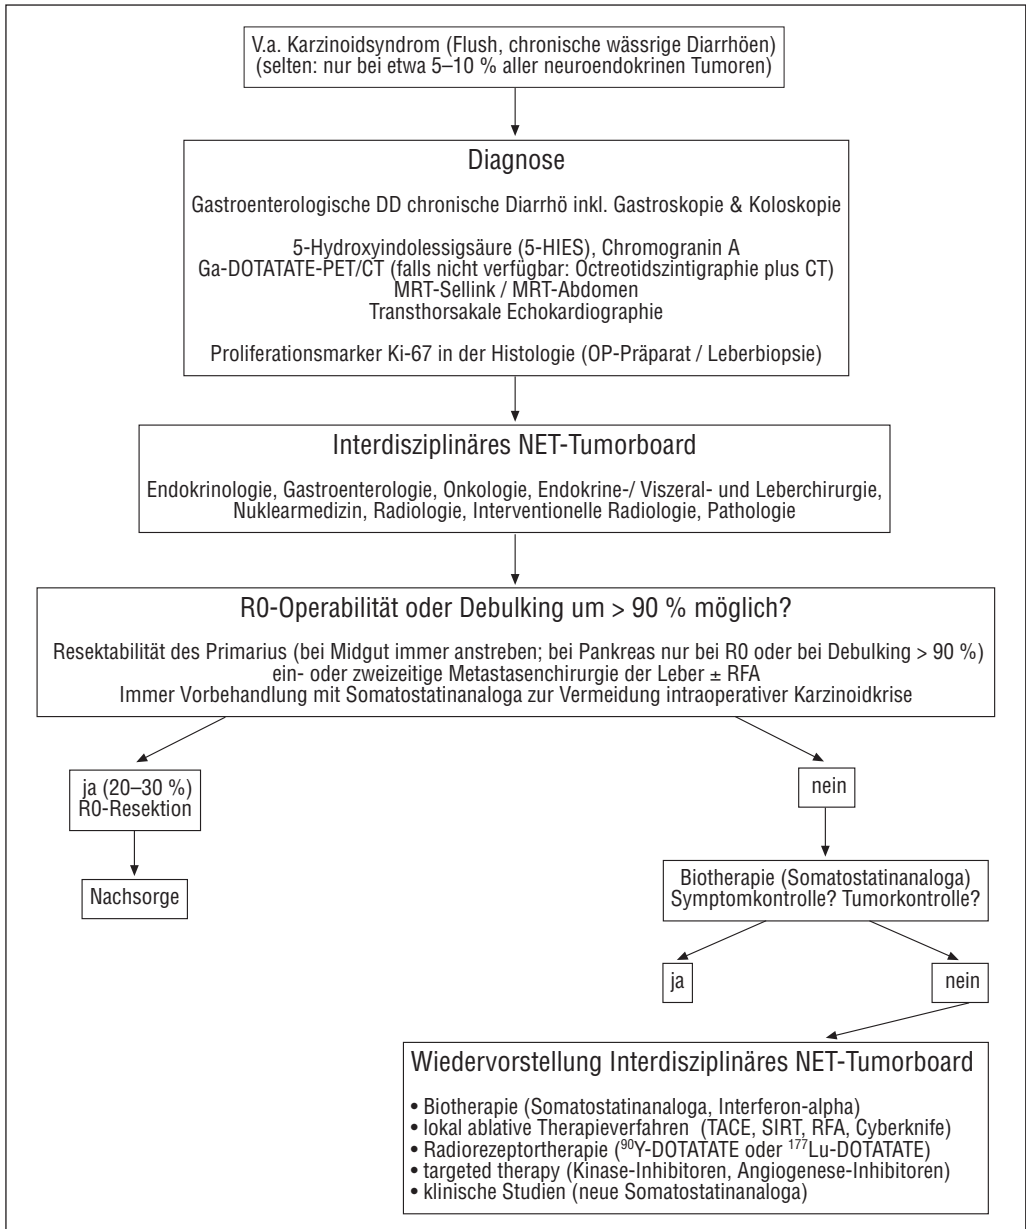 V.a. Karzinoidsyndrom (Flush, chronische wässrige Diarrhöen)
(selten: nur bei etwa 5–10 % aller neuroendokrinen Tumoren)
Diagnose
Gastroenterologische DD chronische Diarrhö inkl. Gastroskopie & Koloskopie
5-Hydroxyindolessigsäure (5-HIES), Chromogranin A
Ga-DOTATATE-PET/CT (falls nicht verfügbar: Octreotidszintigraphie plus CT)
MRT-Sellink / MRT-Abdomen
Transthorsakale Echokardiographie
Proliferationsmarker Ki-67 in der Histologie (OP-Präparat / Leberbiopsie)
Interdisziplinäres NET-Tumorboard
Endokrinologie, Gastroenterologie, Onkologie, Endokrine-/ Viszeral- und Leberchirurgie,
Nuklearmedizin, Radiologie, Interventionelle Radiologie, Pathologie
R0-Operabilität oder Debulking um > 90 % möglich?
Resektabilität des Primarius (bei Midgut immer anstreben; bei Pankreas nur bei R0 oder bei Debulking > 90 %)
ein- oder zweizeitige Metastasenchirurgie der Leber ± RFA
Immer Vorbehandlung mit Somatostatinanaloga zur Vermeidung intraoperativer Karzinoidkrise
ja (20–30 %)
R0-Resektion
Nachsorge
nein
Biotherapie (Somatostatinanaloga)
Symptomkontrolle? Tumorkontrolle?
ja
nein
Wiedervorstellung Interdisziplinäres NET-Tumorboard
• Biotherapie (Somatostatinanaloga, Interferon-alpha)
• lokal ablative Therapieverfahren (TACE, SIRT, RFA, Cyberknife)
• Radiorezeptortherapie (⁹⁰Y-DOTATATE oder ¹⁷⁷Lu-DOTATATE)
• targeted therapy (Kinase-Inhibitoren, Angiogenese-Inhibitoren)
• klinische Studien (neue Somatostatinanaloga)